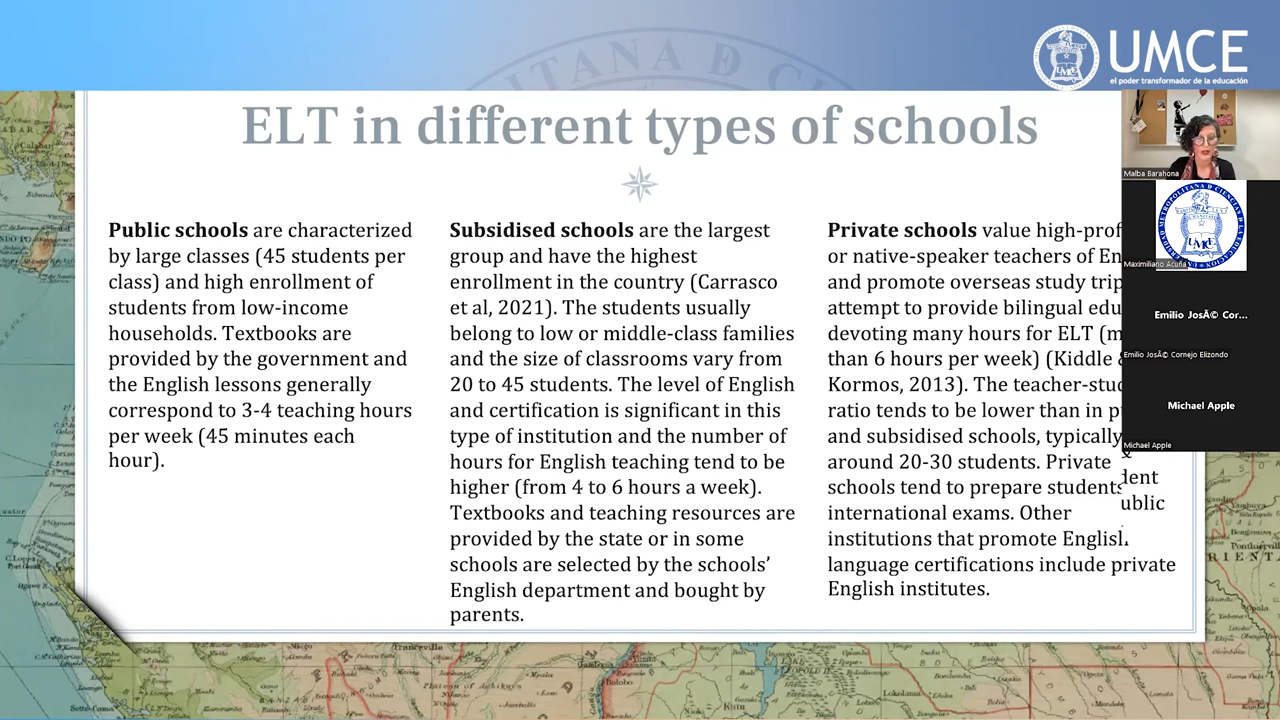 UMCE
el poder transformador de la educación
ELT in different types of schools
Public schools are characterized
by large classes (45 students per
class) and high enrollment of
students from low-income
households. Textbooks are
provided by the government and
the English lessons generally
correspond to 3-4 teaching hours
per week (45 minutes each
hour).
Subsidised schools are the largest
group and have the highest
enrollment in the country (Carrasco
et al, 2021). The students usually
belong to low or middle-class families
and the size of classrooms vary from
20 to 45 students. The level of English
and certification is significant in this
type of institution and the number of
hours for English teaching tend to be
higher (from 4 to 6 hours a week).
Textbooks and teaching resources are
provided by the state or in some
schools are selected by the schools’
English department and bought by
parents.
Private schools value high-prof
or native-speaker teachers of En
and promote overseas study trip
attempt to provide bilingual edu
devoting many hours for ELT (m
than 6 hours per week) (Kiddle &
Kormos, 2013). The teacher-stud
ratio tends to be lower than in pu
and subsidised schools, typically
around 20-30 students. Private
schools tend to prepare students
international exams. Other
institutions that promote English
language certifications include private
English institutes.
dent
ublic
Malba Barahona
Maximiliano Acuña
Emilio JosÃ© Cor...
Emilio JosÃ© Cornejo Elizondo
Michael Apple
Michael Apple